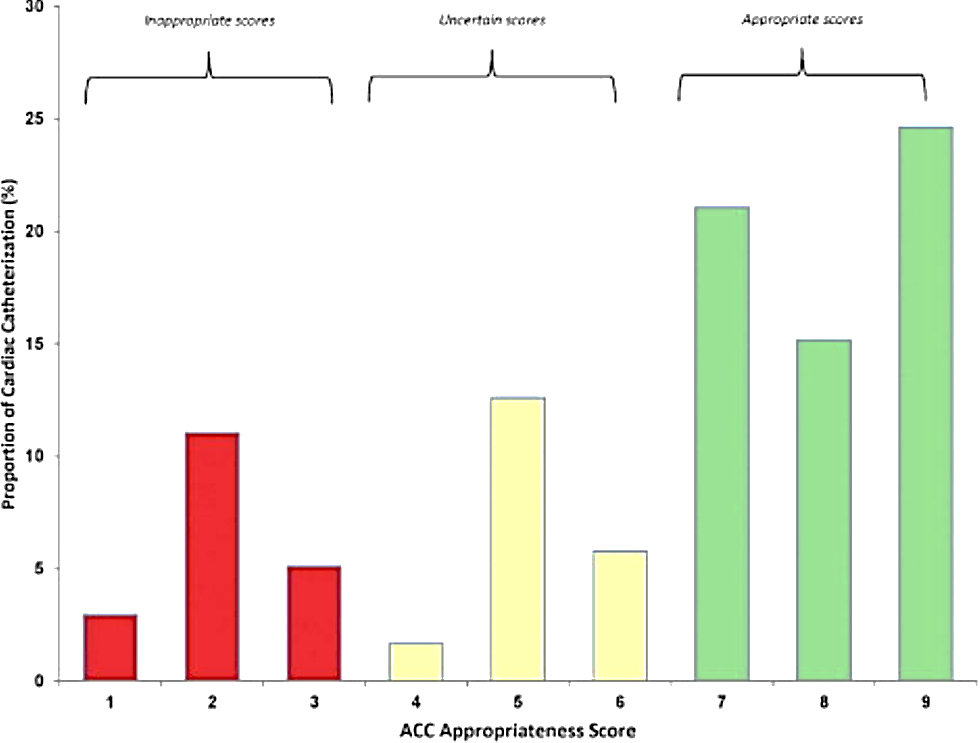 Inappropriate scores
Uncertain scores
Appropriate scores
30
25
20
15
10
5
0
Proportion of Cardiac Catheterization (%)
1 2 3 4 5 6 7 8 9
ACC Appropriateness Score